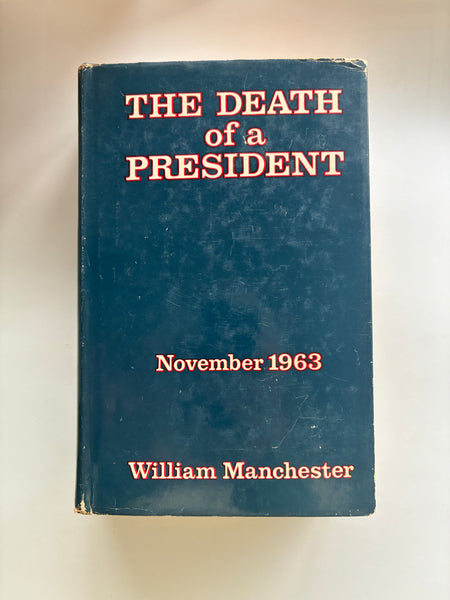 THE DEATH
of a
PRESIDENT
November 1963
William Manchester